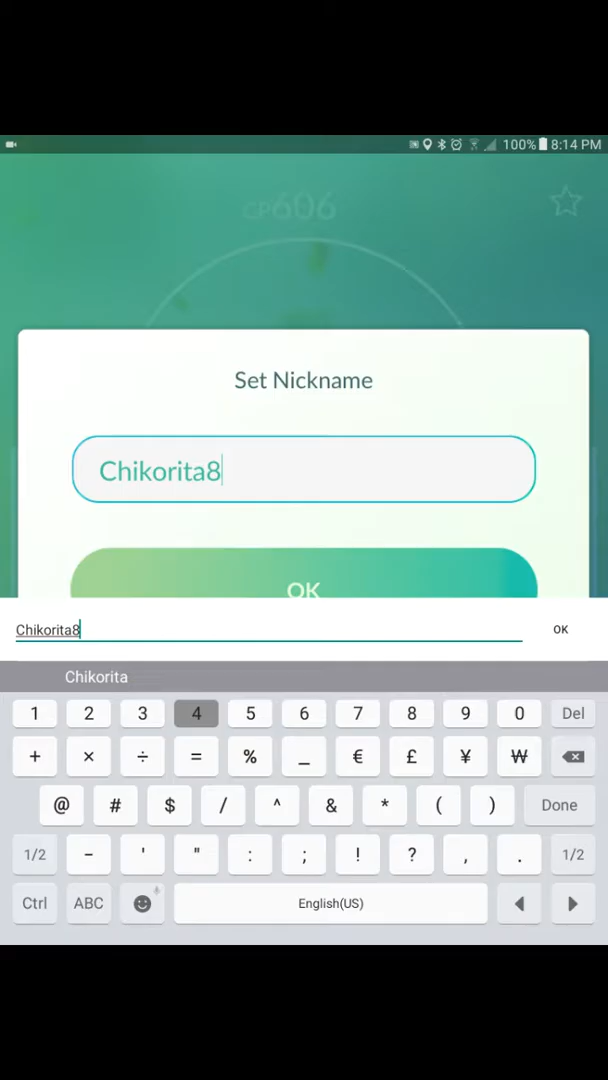 100% 8:14 PM
CP606
Set Nickname
Chikorita8
OK
Chikorita8 OK
Chikorita
1 2 3 4 5 6 7 8 9 0 Del
+ × ÷ = % _ € £ ¥ ₩
@ # $ / ^ & * ( ) Done
1/2 - ' " : ; ! ? , . 1/2
Ctrl ABC English(US)